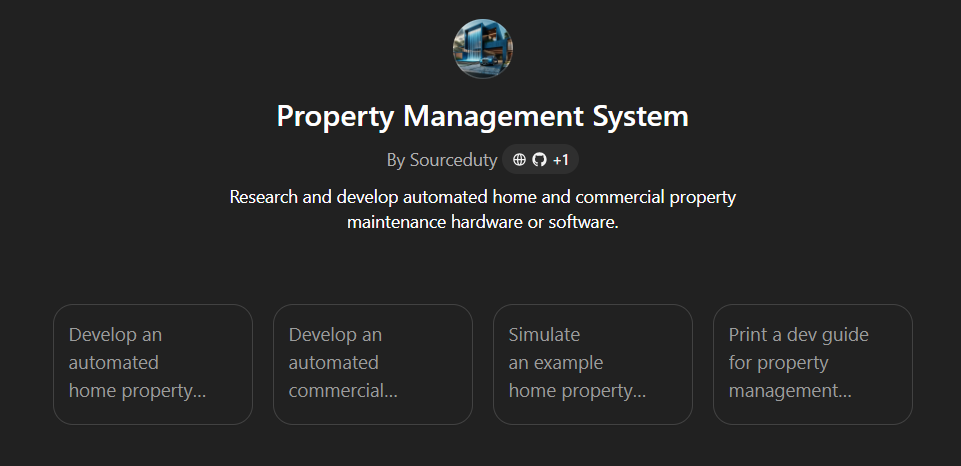 Property Management System
By Sourceduty +1
Research and develop automated home and commercial property
maintenance hardware or software.
Develop an
automated
home property...
Develop an
automated
commercial...
Simulate
an example
home property...
Print a dev guide
for property
management...